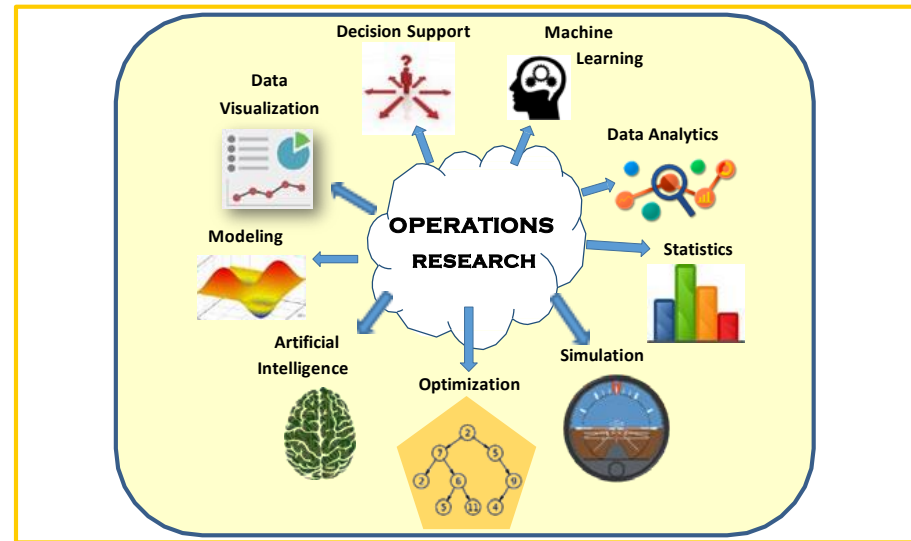 Decision Support
Machine
Learning
Data
Visualization
Data Analytics
OPERATIONS
RESEARCH
Modeling
Statistics
Artificial
Intelligence
Optimization
Simulation
?
2
7
5
2
6
9
5
11
4